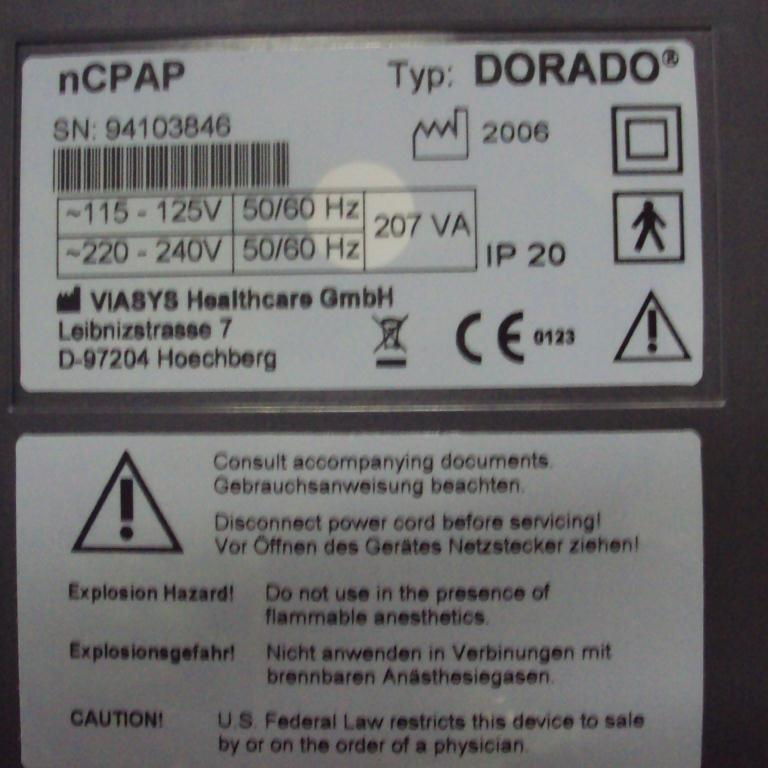 nCPAP Typ: DORADO®
SN: 94103846 2006
~115 - 125V 50/60 Hz 207 VA
~220 - 240V 50/60 Hz IP 20
VIASYS Healthcare GmbH
Leibnizstrasse 7
D-97204 Hoechberg CE 0123
Consult accompanying documents.
Gebrauchsanweisung beachten.
Disconnect power cord before servicing!
Vor Öffnen des Gerätes Netzstecker ziehen!
Explosion Hazard! Do not use in the presence of
flammable anesthetics.
Explosionsgefahr! Nicht anwenden in Verbinungen mit
brennbaren Anästhesiegasen.
CAUTION! U.S. Federal Law restricts this device to sale
by or on the order of a physician.